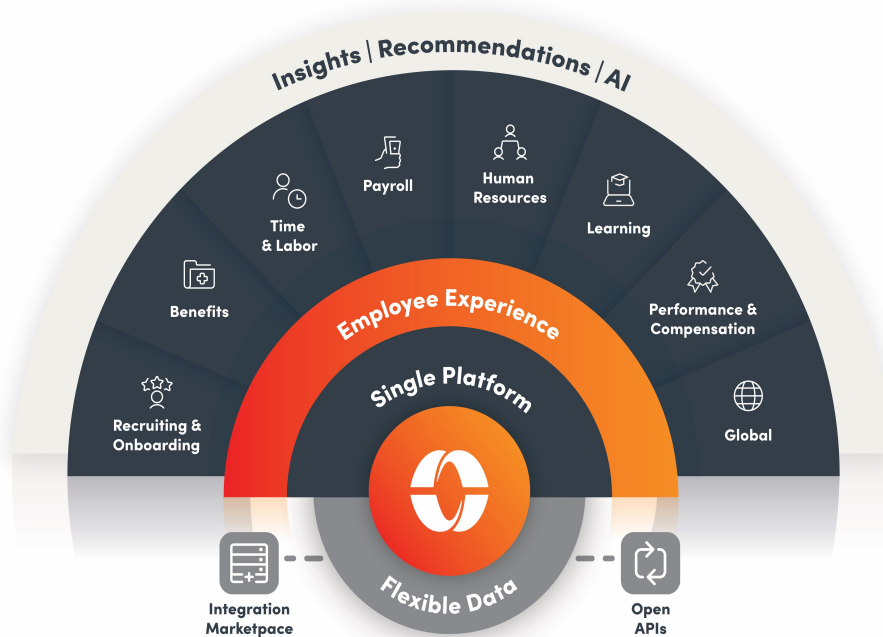 Insights | Recommendations | AI
Payroll
Human
Resources
Time
& Labor
Learning
Benefits
Performance &
Compensation
Recruiting &
Onboarding
Global
Employee Experience
Single Platform
Flexible Data
Integration
Marketpace
Open
APIs